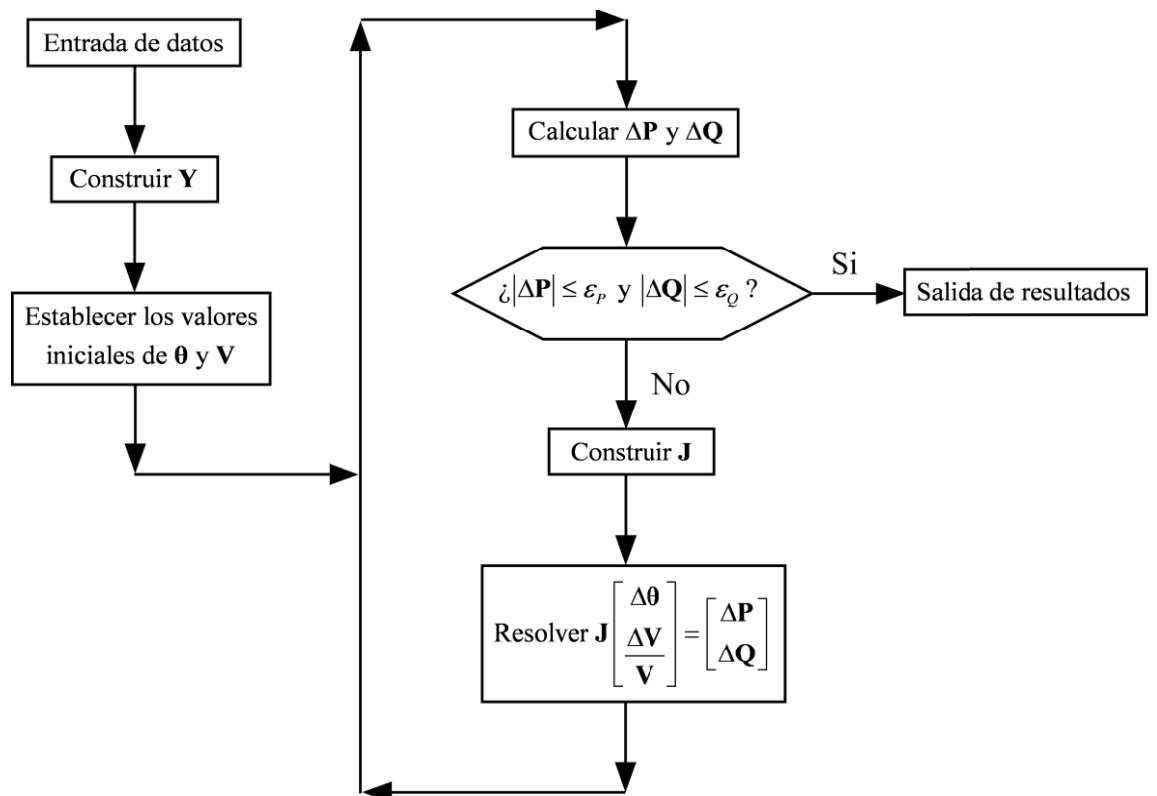 Entrada de datos
Construir Y
Establecer los valores
iniciales de θ y V
Calcular ΔP y ΔQ
¿|ΔP| ≤ ε_P y |ΔQ| ≤ ε_Q ?
Si
Salida de resultados
No
Construir J
Resolver J [Δθ ΔV/V] = [ΔP ΔQ]